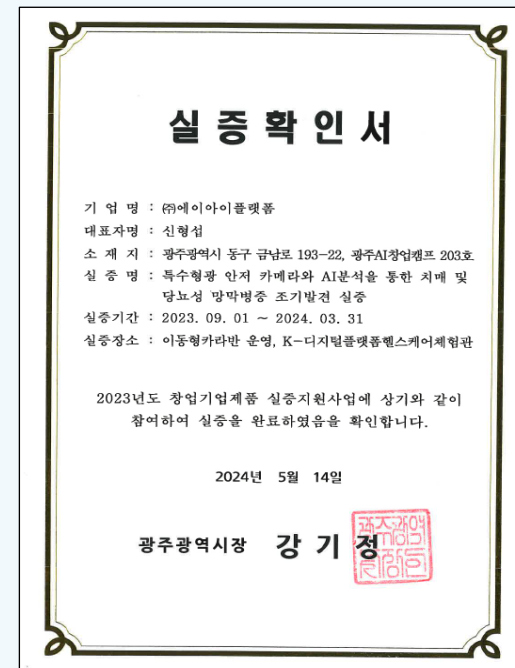 실증확인서
기 업 명 : ㈜에이아이플랫폼
대표자명 : 신형섭
소 재 지 : 광주광역시 동구 금남로 193-22, 광주AI창업캠프 203호
실 증 명 : 특수형광 안저 카메라와 AI분석을 통한 치매 및
당뇨성 망막병증 조기발견 실증
실증기간 : 2023. 09. 01 ~ 2024. 03. 31
실증장소 : 이동형카라반 운영, K-디지털플랫폼헬스케어체험관
2023년도 창업기업제품 실증지원사업에 상기와 같이
참여하여 실증을 완료하였음을 확인합니다.
2024년 5월 14일
광주광역시장 강 기 정